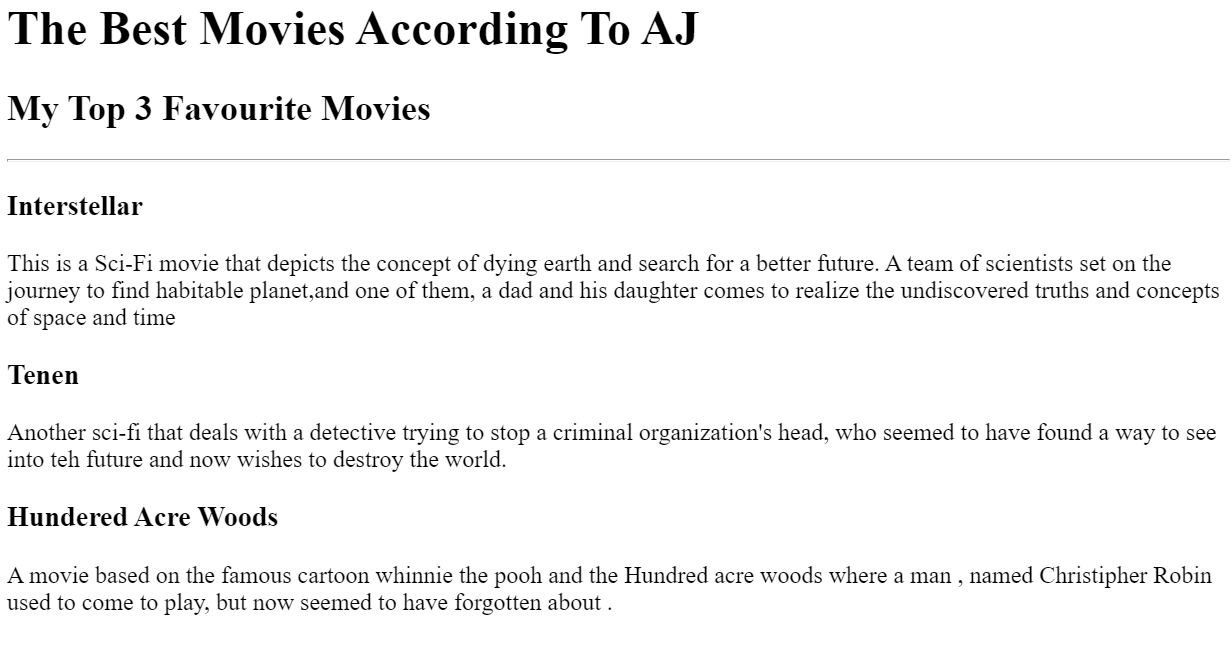 The Best Movies According To AJ
My Top 3 Favourite Movies
Interstellar
This is a Sci-Fi movie that depicts the concept of dying earth and search for a better future. A team of scientists set on the
journey to find habitable planet,and one of them, a dad and his daughter comes to realize the undiscovered truths and concepts
of space and time
Tenen
Another sci-fi that deals with a detective trying to stop a criminal organization's head, who seemed to have found a way to see
into teh future and now wishes to destroy the world.
Hundered Acre Woods
A movie based on the famous cartoon whinnie the pooh and the Hundred acre woods where a man , named Christipher Robin
used to come to play, but now seemed to have forgotten about .